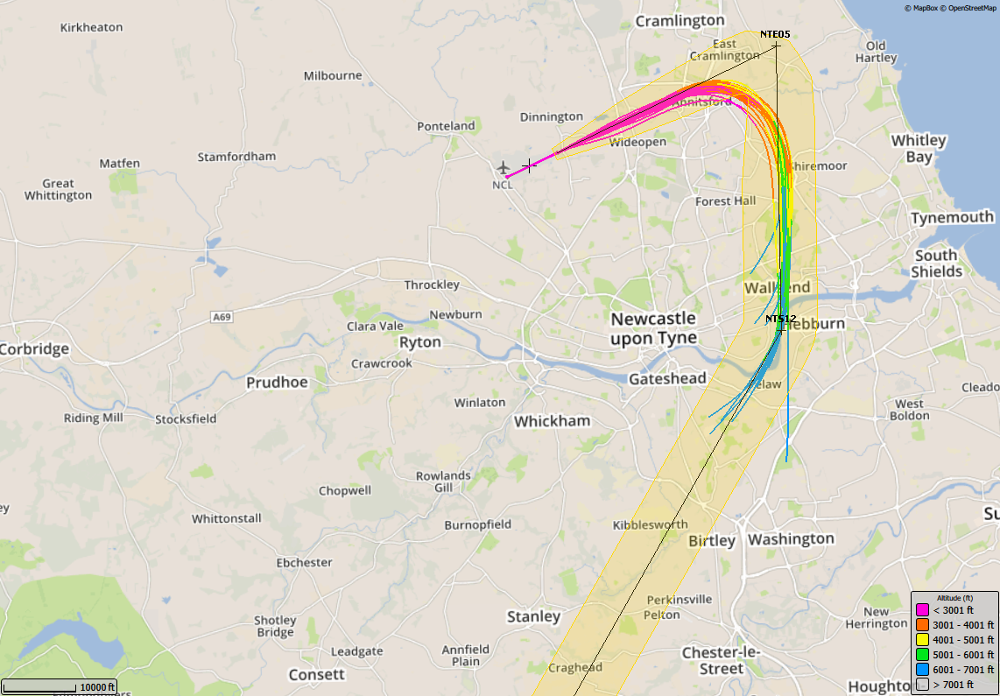 © MapBox © OpenStreetMap
Cramlington
Kirkheaton
NTE05
East
Cramlington
Old
Hartley
Milbourne
Annitsford
Dinnington
Ponteland
Wideopen
Whitley
Bay
Stamfordham
Matfen
Shiremoor
NCL
Great
Whittington
Forest Hall
Tynemouth
South
Shields
Throckley
Wallsend
Newburn
A69
NTS12
Newcastle
upon Tyne
Hebburn
Clara Vale
Ryton
Corbridge
Crawcrook
Gateshead
Prudhoe
elaw
Cleado
Winlaton
West
Boldon
Riding Mill
Stocksfield
Whickham
Rowlands
Gill
Chopwell
ey
Su
Whittonstall
Burnopfield
Kibblesworth
Birtley
Washington
Ebchester
Perkinsville
Pelton
Stanley
New
Herrington
Shotley
Bridge
Leadgate
Annfield
Plain
Chester-le-
Street
Craghead
Consett
Houghton-
Altitude (ft)
< 3001 ft
3001 - 4001 ft
4001 - 5001 ft
5001 - 6001 ft
6001 - 7001 ft
> 7001 ft
10000 ft